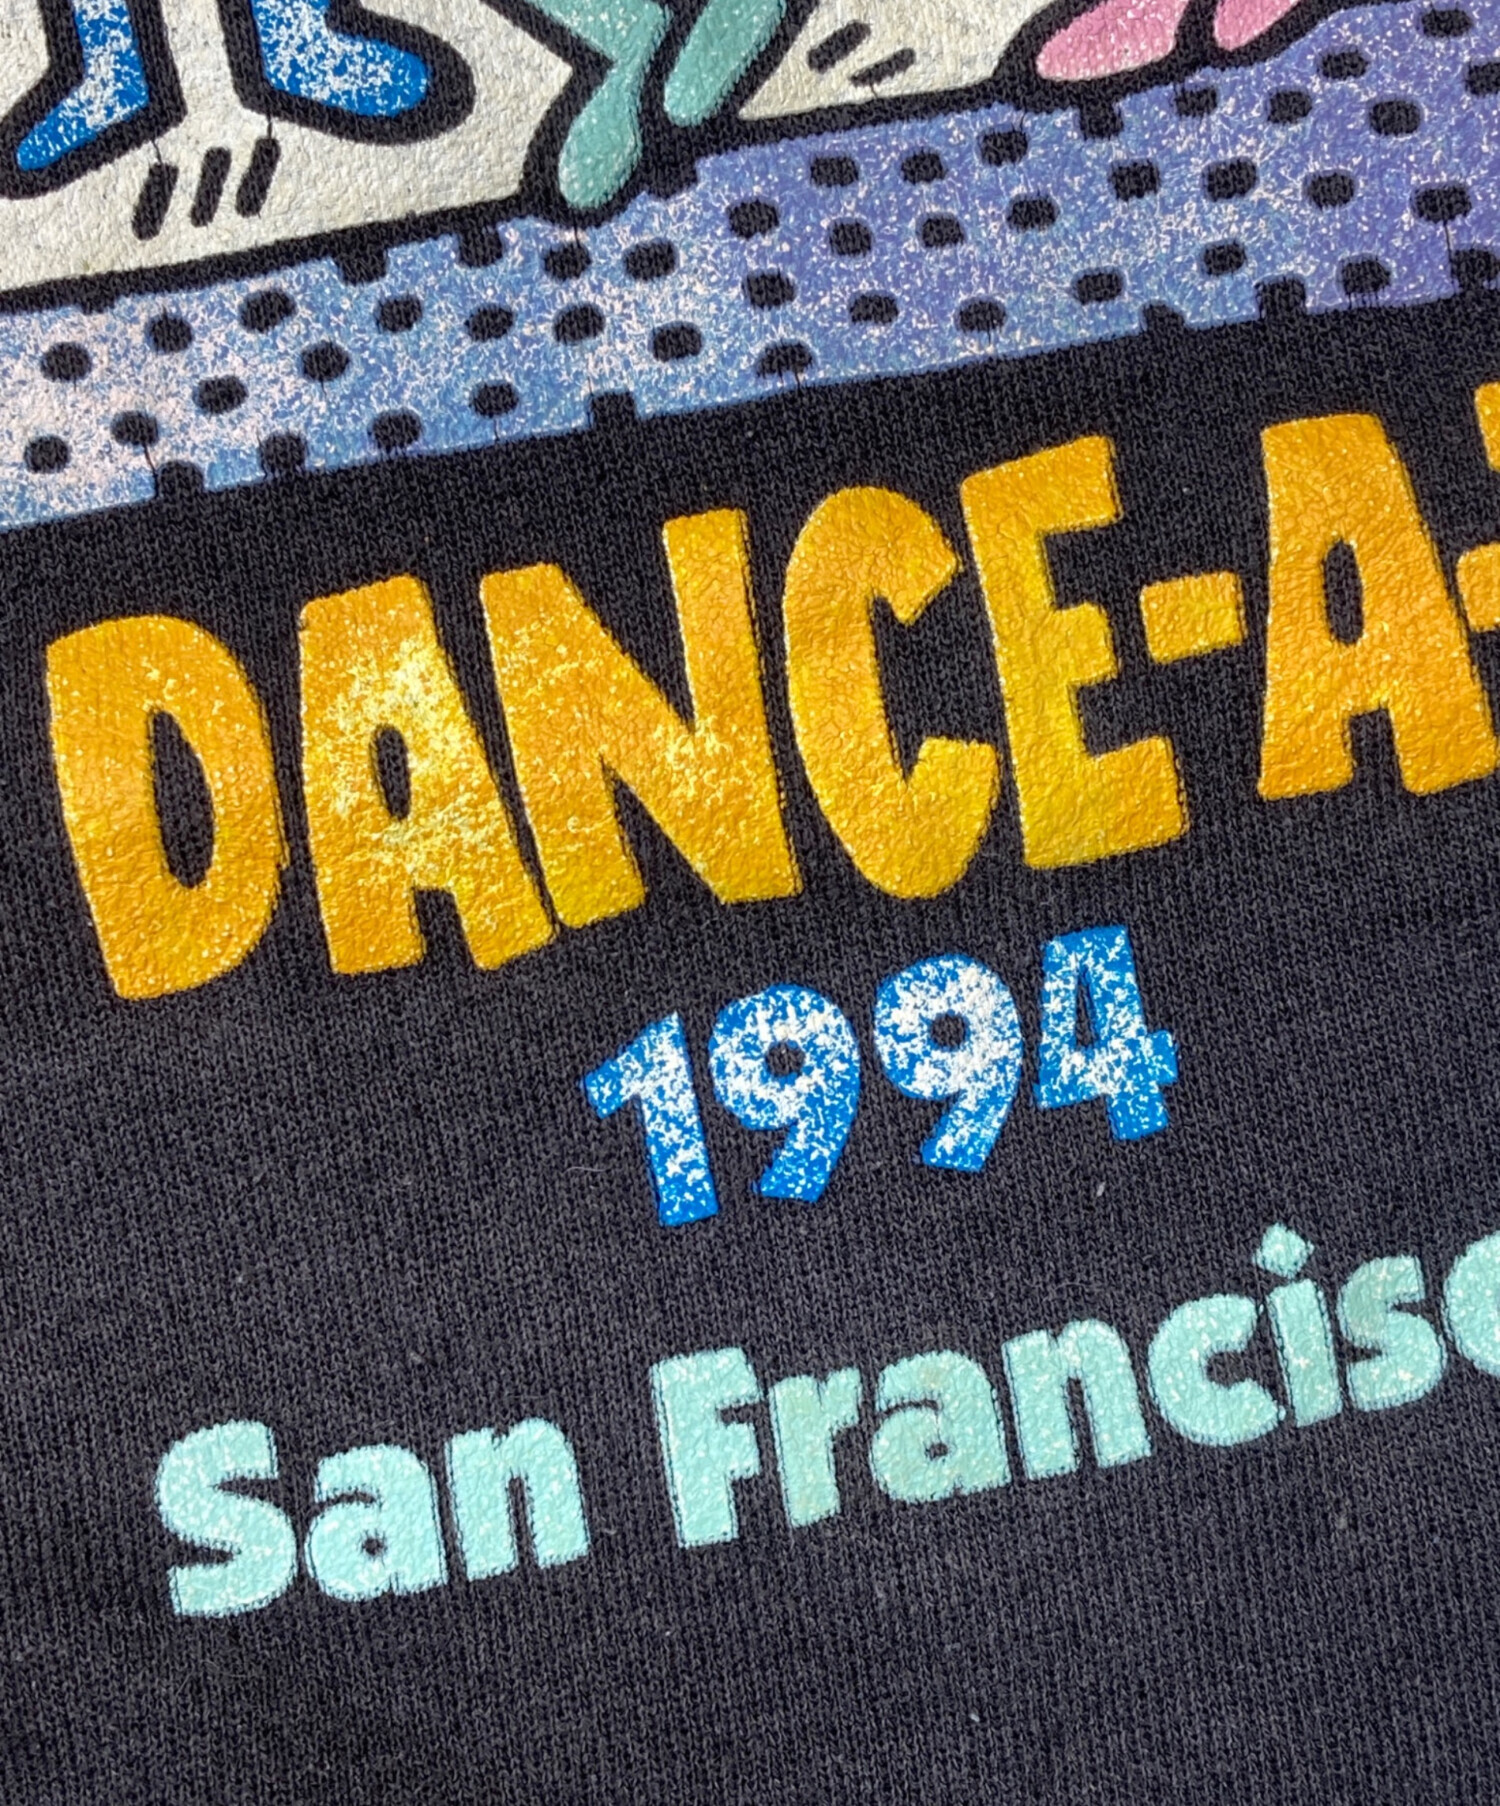 DANCE-A-
1994
San Francisc